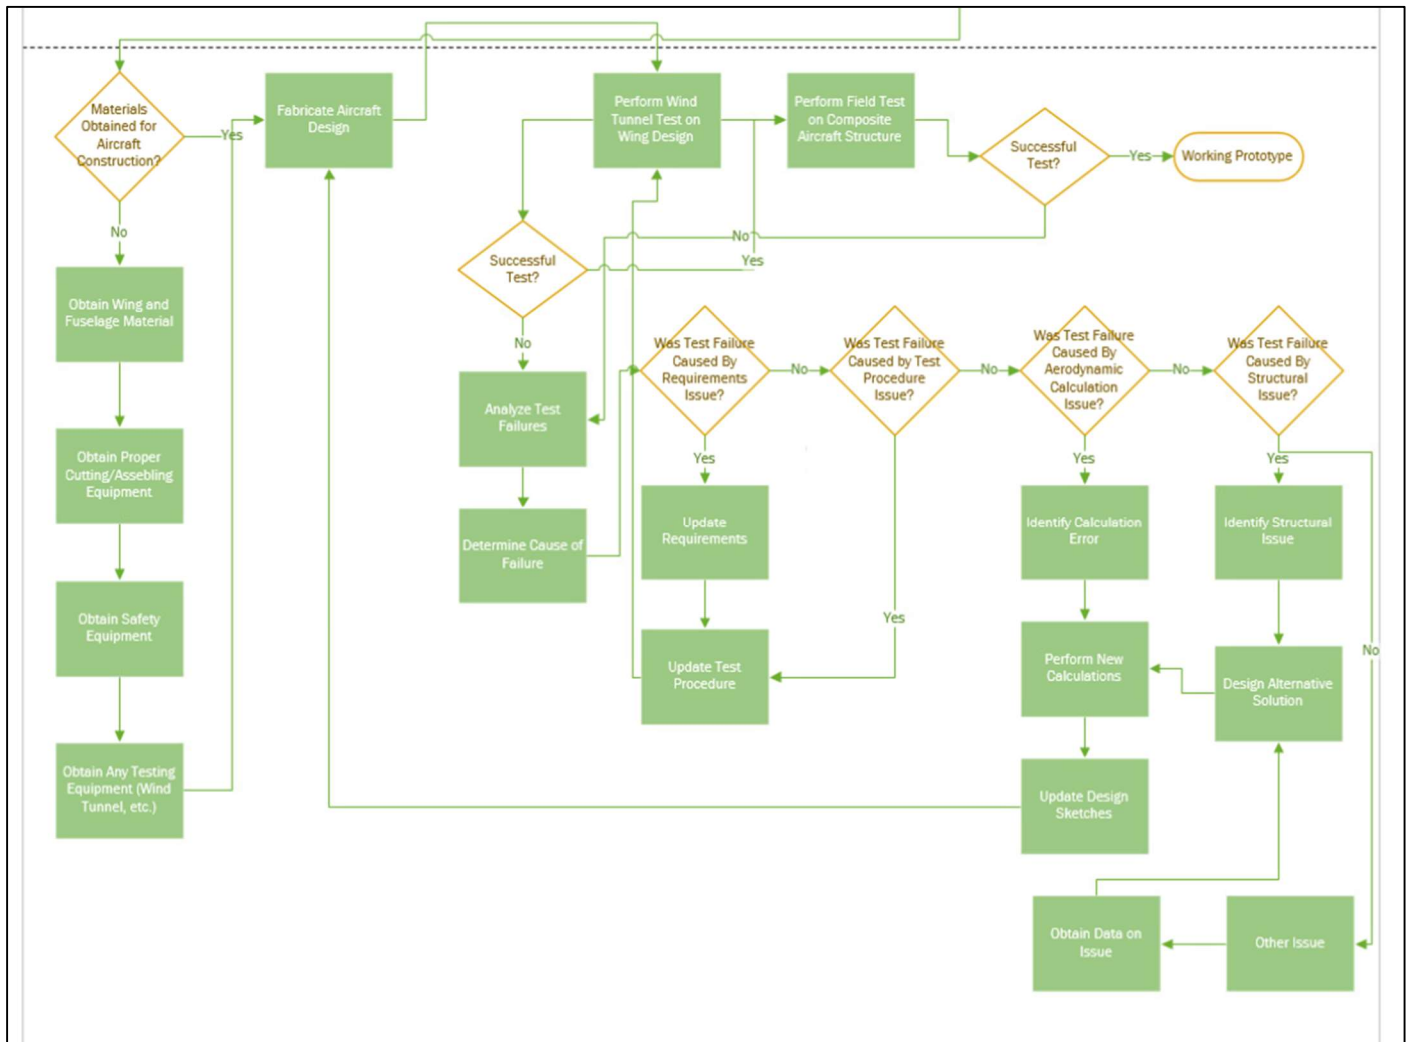 Materials
Obtained for
Aircraft
Construction?
Yes
No
Fabricate Aircraft
Design
Perform Wind
Tunnel Test on
Wing Design
Perform Field Test
on Composite
Aircraft Structure
Successful
Test?
Yes
Working Prototype
No
Yes
Successful
Test?
No
Obtain Wing and
Fuselage Material
Obtain Proper
Cutting/Assebling
Equipment
Obtain Safety
Equipment
Obtain Any Testing
Equipment (Wind
Tunnel, etc.)
Analyze Test
Failures
Determine Cause of
Failure
Was Test Failure
Caused By
Requirements
Issue?
No
Was Test Failure
Caused by Test
Procedure
Issue?
No
Was Test Failure
Caused By
Aerodynamic
Calculation
Issue?
No
Was Test Failure
Caused By
Structural
Issue?
Yes
Yes
Yes
Update
Requirements
Identify Calculation
Error
Identify Structural
Issue
Yes
No
Update Test
Procedure
Perform New
Calculations
Design Alternative
Solution
Update Design
Sketches
Obtain Data on
Issue
Other Issue